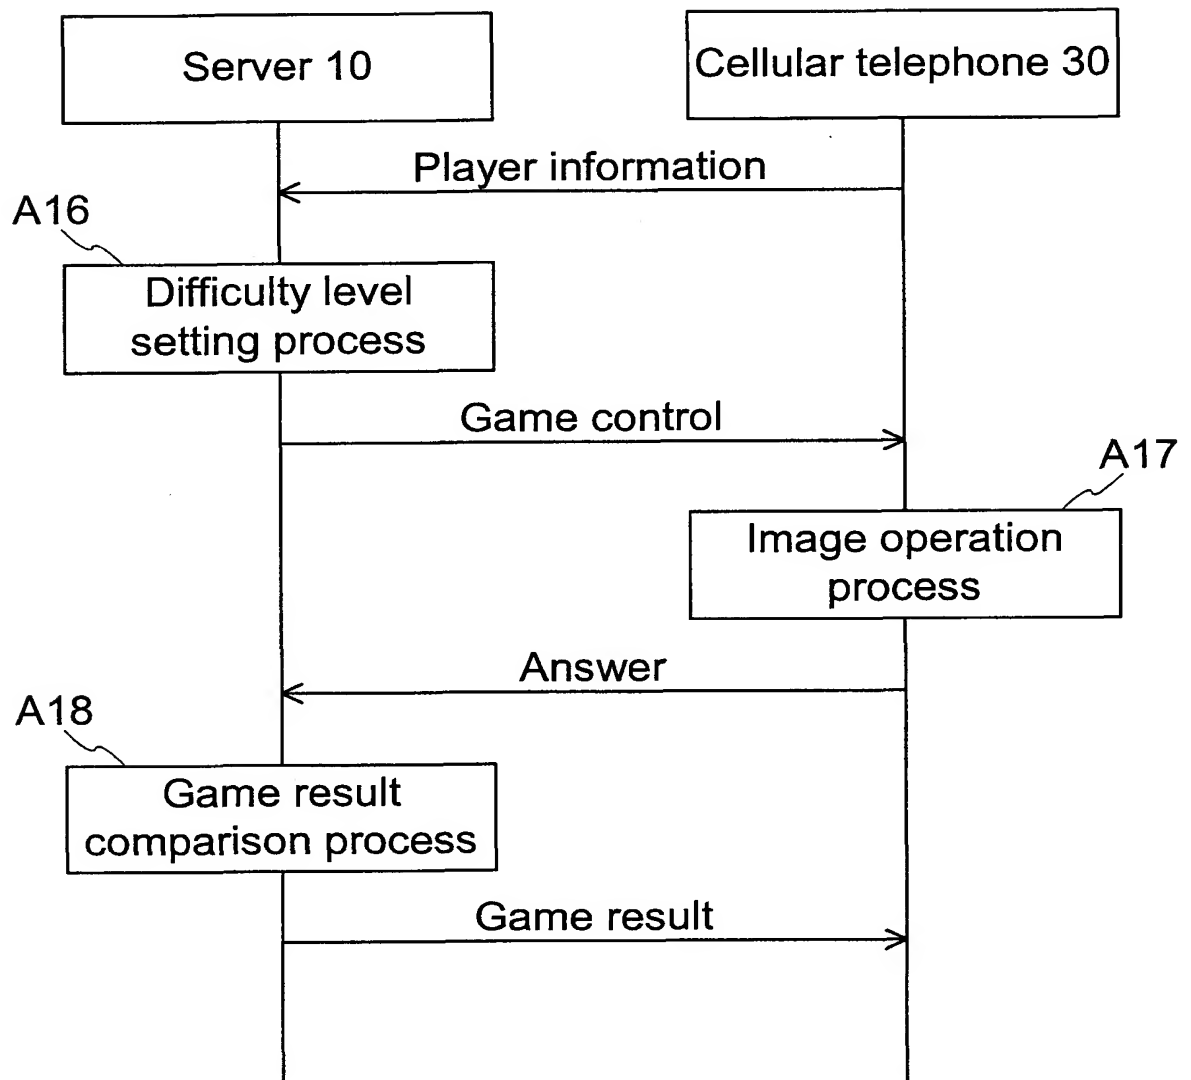 Server 10
Cellular telephone 30
Player information
A16
Difficulty level
setting process
Game control
A17
Image operation
process
Answer
A18
Game result
comparison process
Game result